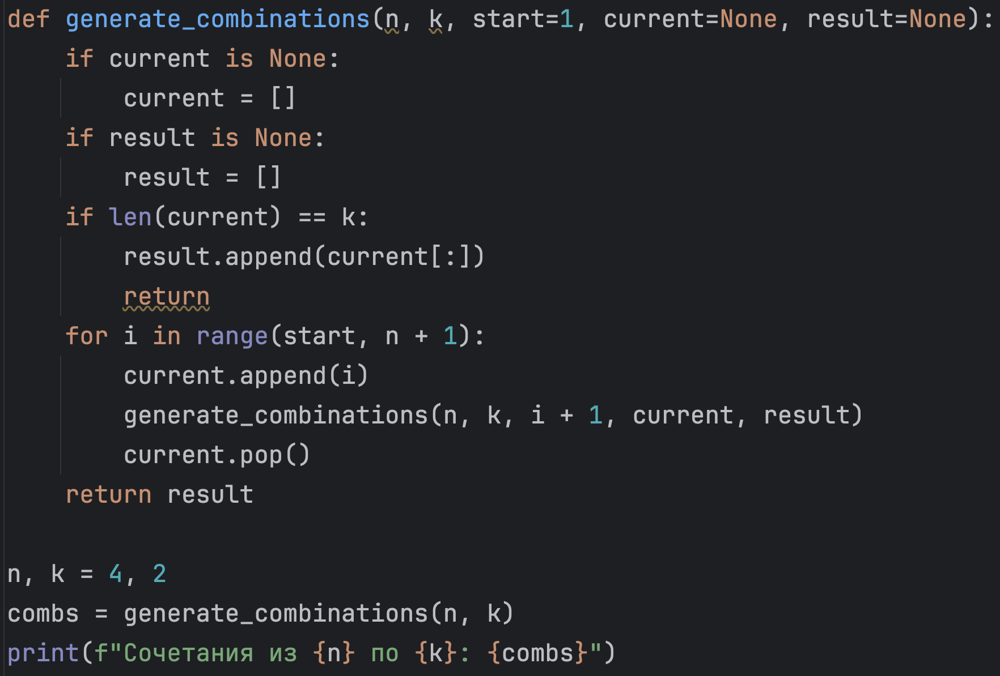 def generate_combinations(n, k, start=1, current=None, result=None):
    if current is None:
        current = []
    if result is None:
        result = []
    if len(current) == k:
        result.append(current[:])
        return
    for i in range(start, n + 1):
        current.append(i)
        generate_combinations(n, k, i + 1, current, result)
        current.pop()
    return result

n, k = 4, 2
combs = generate_combinations(n, k)
print(f"Сочетания из {n} по {k}: {combs}")